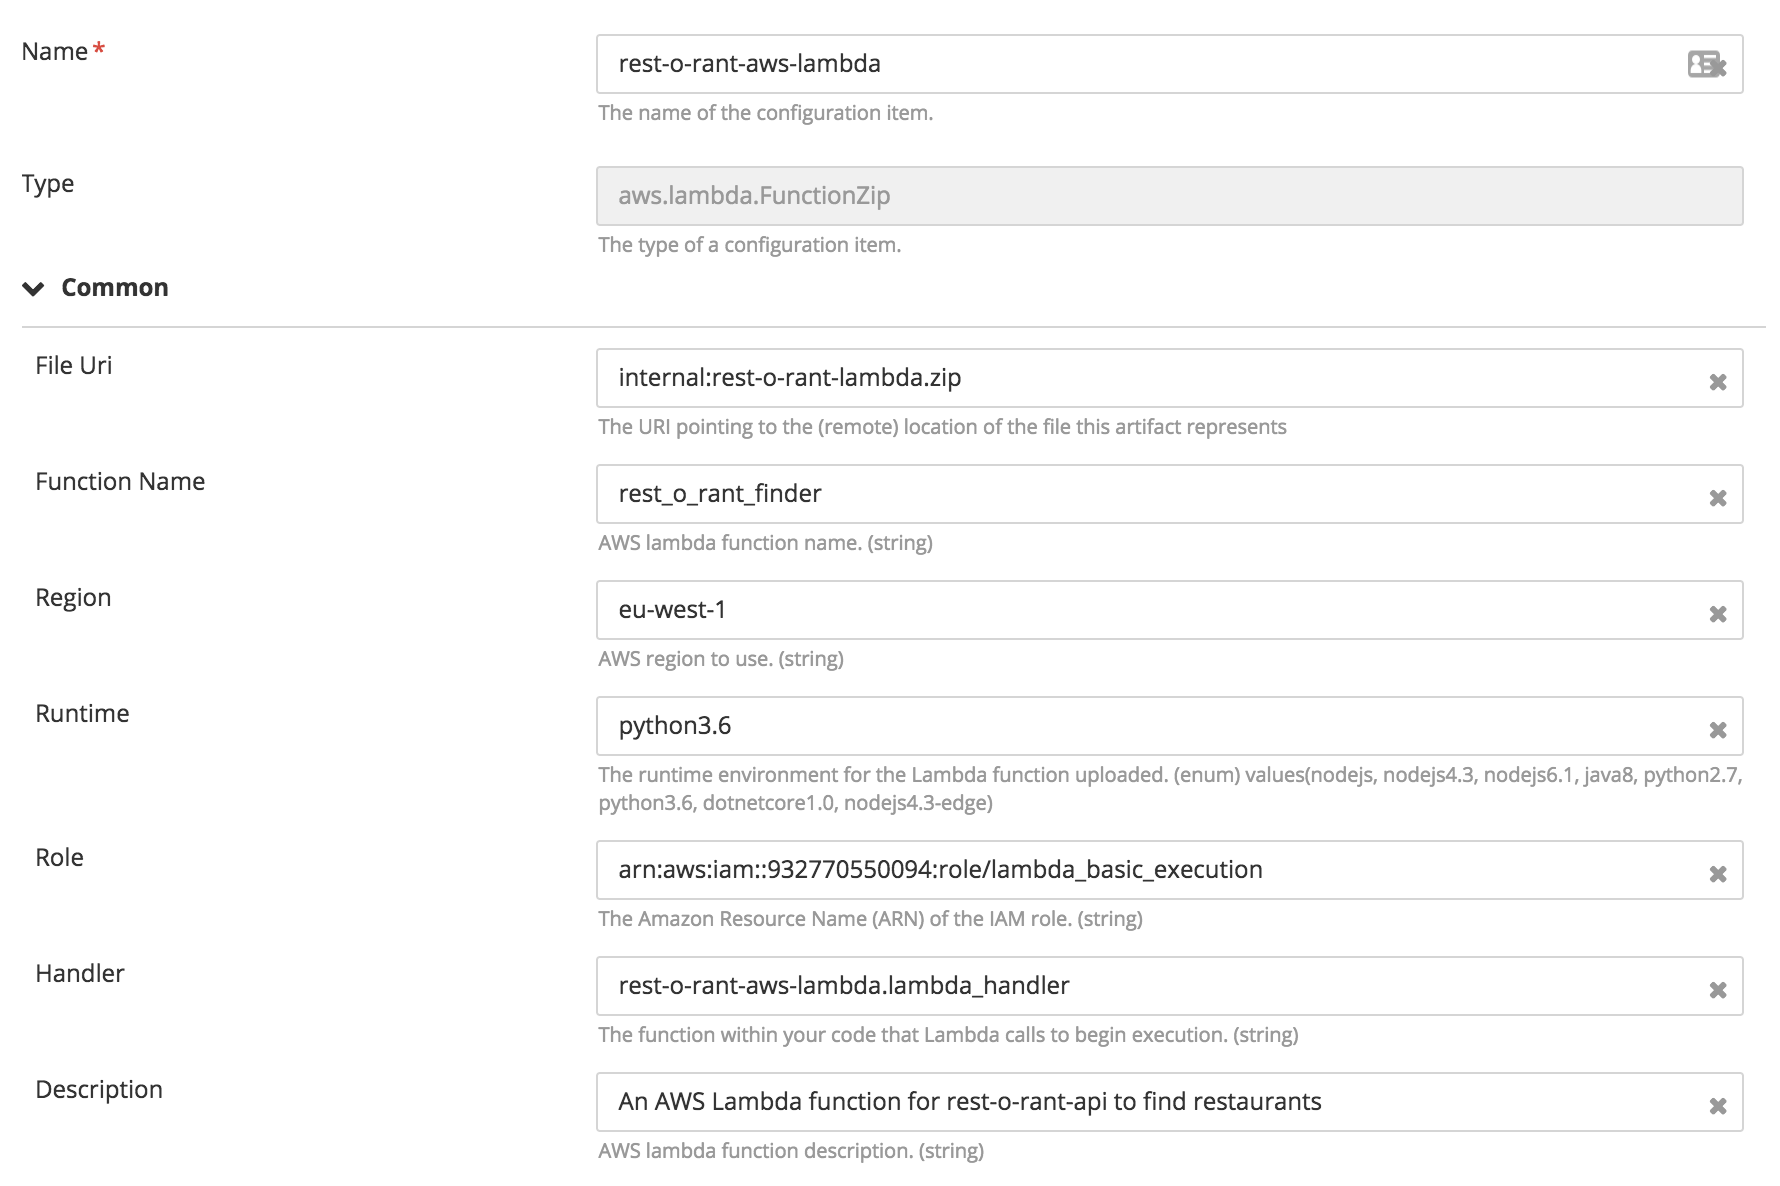 Name*
rest-o-rant-aws-lambda
The name of the configuration item.
Type
aws.lambda.FunctionZip
The type of a configuration item.
Common
File Uri
internal:rest-o-rant-lambda.zip
The URI pointing to the (remote) location of the file this artifact represents
Function Name
rest_o_rant_finder
AWS lambda function name. (string)
Region
eu-west-1
AWS region to use. (string)
Runtime
python3.6
The runtime environment for the Lambda function uploaded. (enum) values(nodejs, nodejs4.3, nodejs6.1, java8, python2.7,
python3.6, dotnetcore1.0, nodejs4.3-edge)
Role
arn:aws:iam::932770550094:role/lambda_basic_execution
The Amazon Resource Name (ARN) of the IAM role. (string)
Handler
rest-o-rant-aws-lambda.lambda_handler
The function within your code that Lambda calls to begin execution. (string)
Description
An AWS Lambda function for rest-o-rant-api to find restaurants
AWS lambda function description. (string)